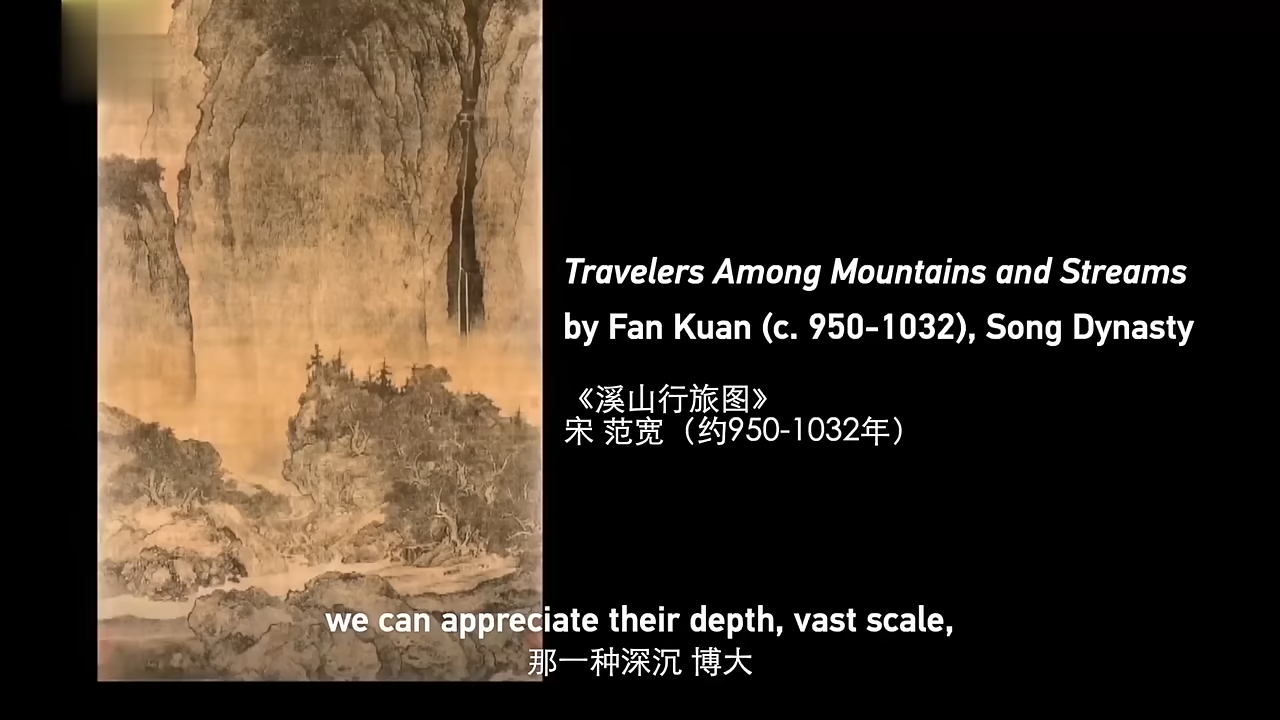 Travelers Among Mountains and Streams
by Fan Kuan (c. 950-1032), Song Dynasty
《溪山行旅图》
宋 范宽（约950-1032年）
we can appreciate their depth, vast scale,
那一种深沉 博大